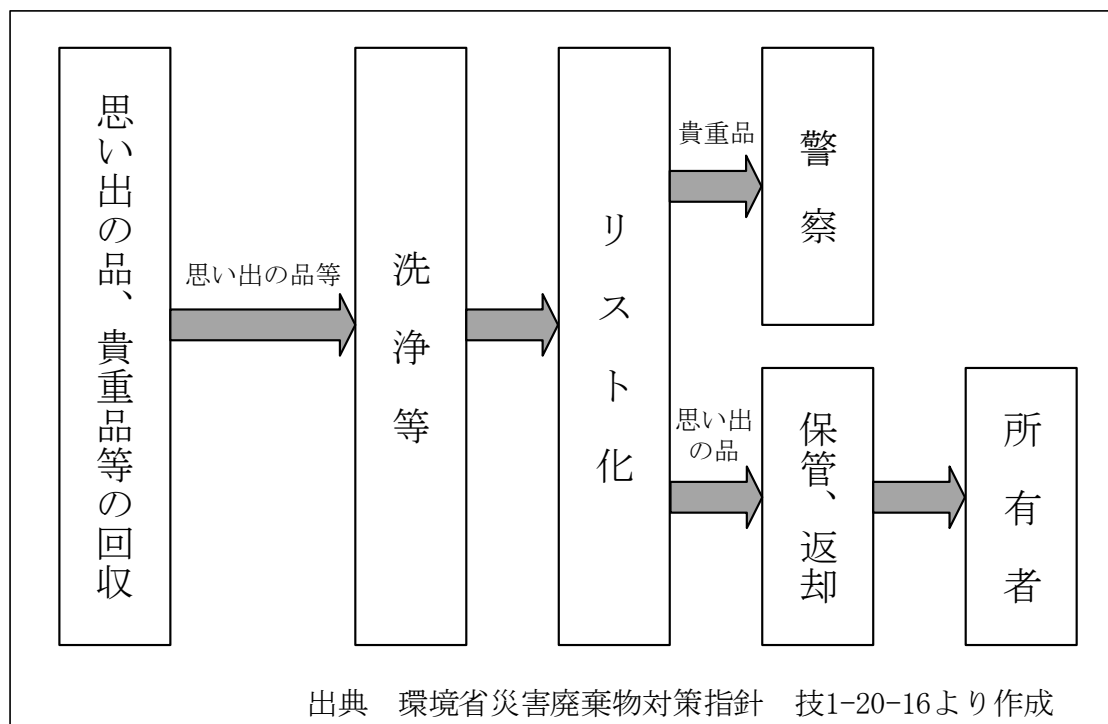 思い出の品、貴重品等の回収
思い出の品等
洗浄等
リスト化
貴重品
警察
思い出
の品
保管、返却
所有者
出典　環境省災害廃棄物対策指針　技1-20-16より作成